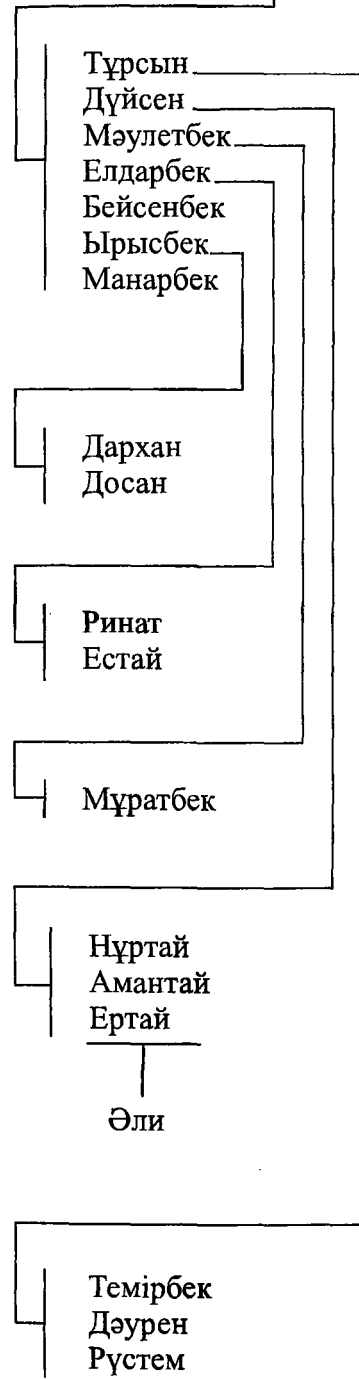 Тұрсын
Дүйсен
Мәулетбек
Елдарбек
Бейсенбек
Ырысбек
Манарбек
Дархан
Досан
Ринат
Естай
Мұратбек
Нұртай
Амантай
Ертай
Әли
Темірбек
Дәурен
Рүстем